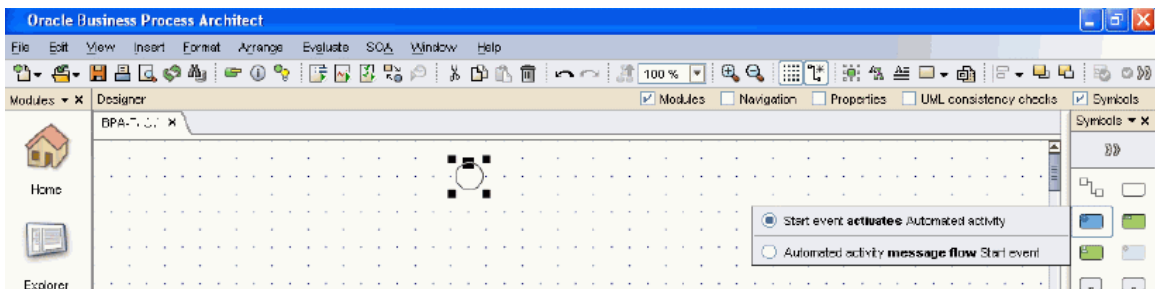 Oracle Business Process Architect
File Edit View Insert Format Arrange Evaluate SOA Window Help
100 %
Modules Designer Modules Navigation Properties UML consistency checks Symbols
Symbols
Home
Start event activates Automated activity
Automated activity message flow Start event
Explorer